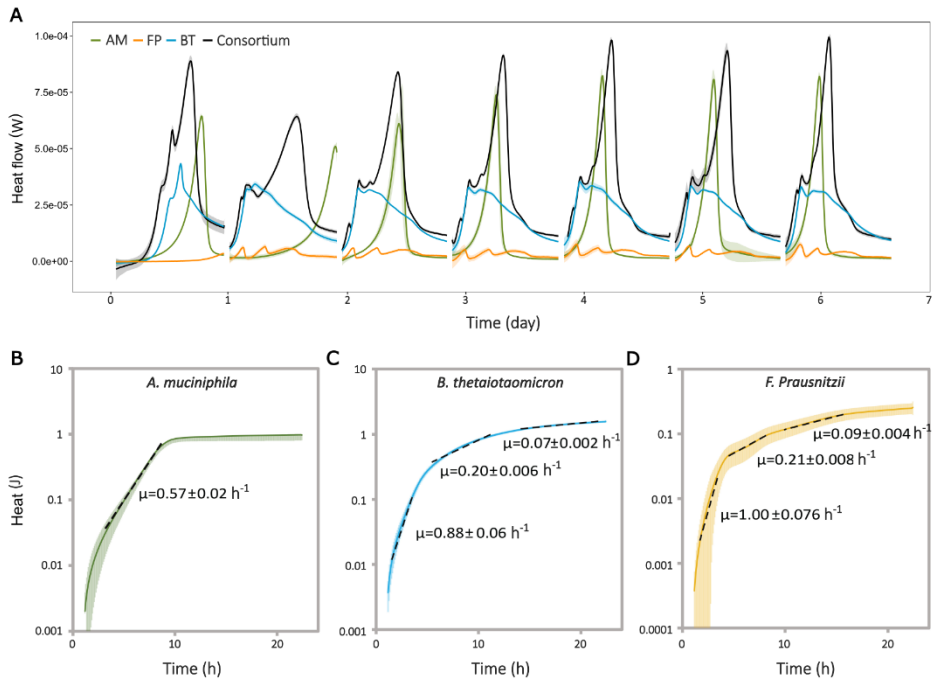 A
AM FP BT Consortium
Heat flow (W)
1.0e-04
7.5e-05
5.0e-05
2.5e-05
0.0e+00
0 1 2 3 4 5 6 7
Time (day)
B
A. muciniphila
Heat (J)
10
1
0.1
0.01
0.001
μ=0.57±0.02 h⁻¹
0 10 20
Time (h)
C
B. thetaiotaomicron
10
1
0.1
0.01
0.001
μ=0.07±0.002 h⁻¹
μ=0.20±0.006 h⁻¹
μ=0.88±0.06 h⁻¹
0 10 20
Time (h)
D
F. Prausnitzii
1
0.1
0.01
0.001
0.0001
μ=0.09±0.004 h⁻¹
μ=0.21±0.008 h⁻¹
μ=1.00±0.076 h⁻¹
0 10 20
Time (h)